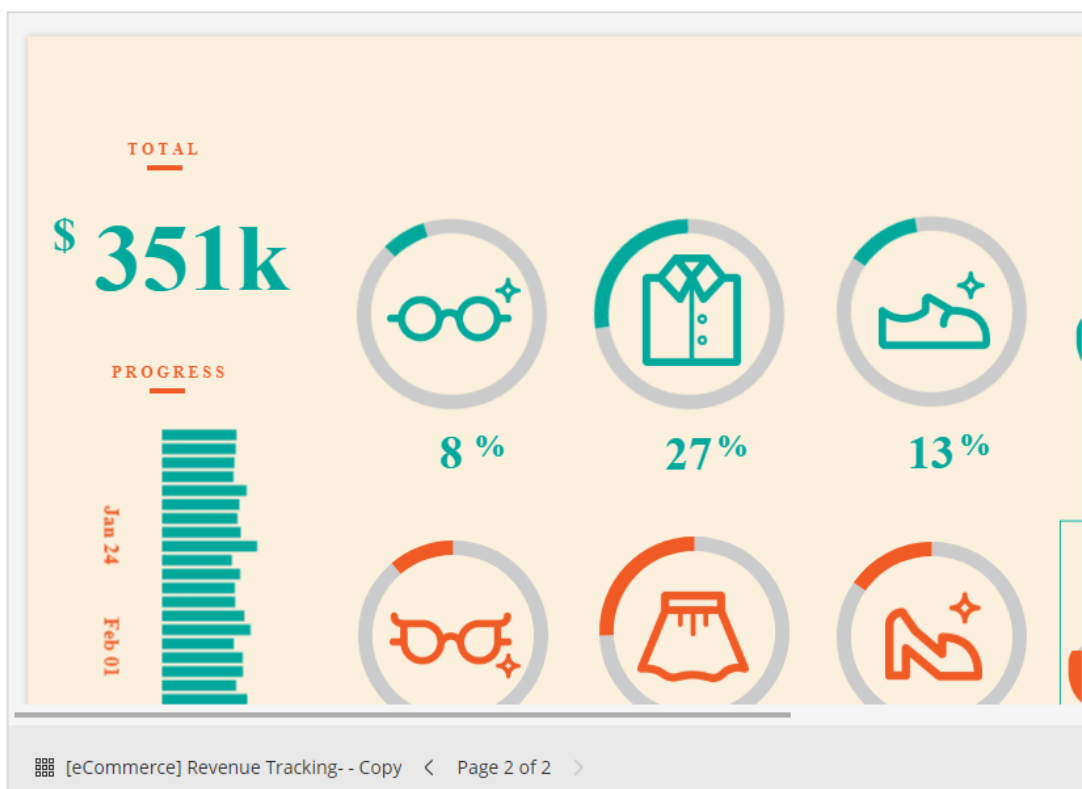 TOTAL
$ 351k
PROGRESS
8 %
27 %
13 %
Jan 24
Feb 01
[eCommerce] Revenue Tracking- - Copy < Page 2 of 2 >